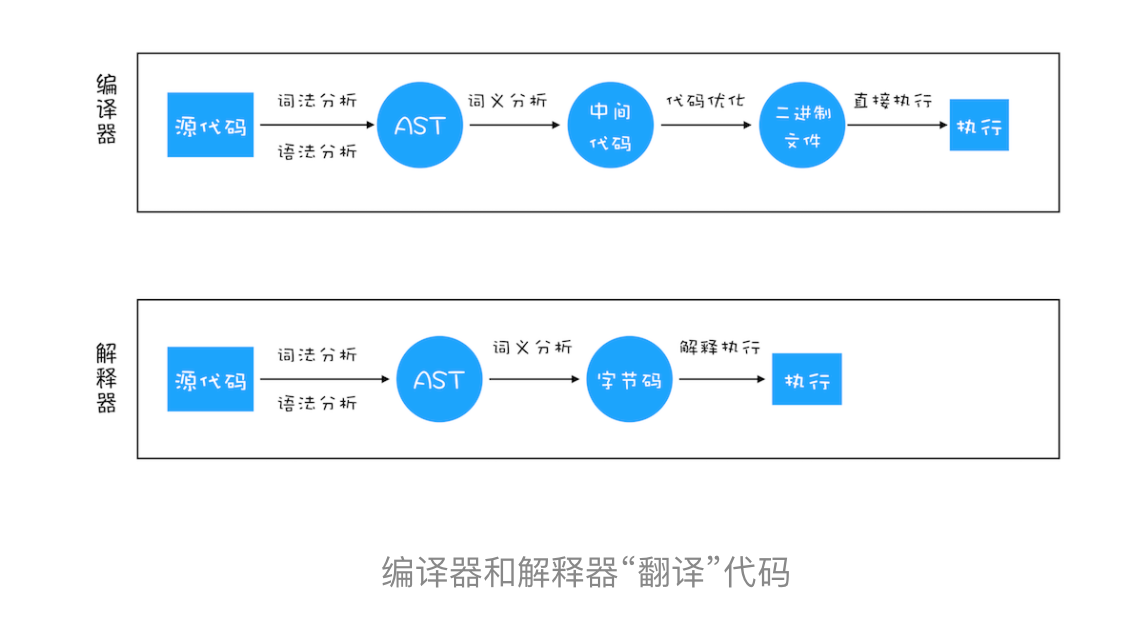 编译器
词法分析
词义分析
代码优化
直接执行
源代码
AST
中间
代码
二进制
文件
执行
语法分析
解释器
词法分析
词义分析
解释执行
源代码
AST
字节码
执行
语法分析
编译器和解释器“翻译”代码